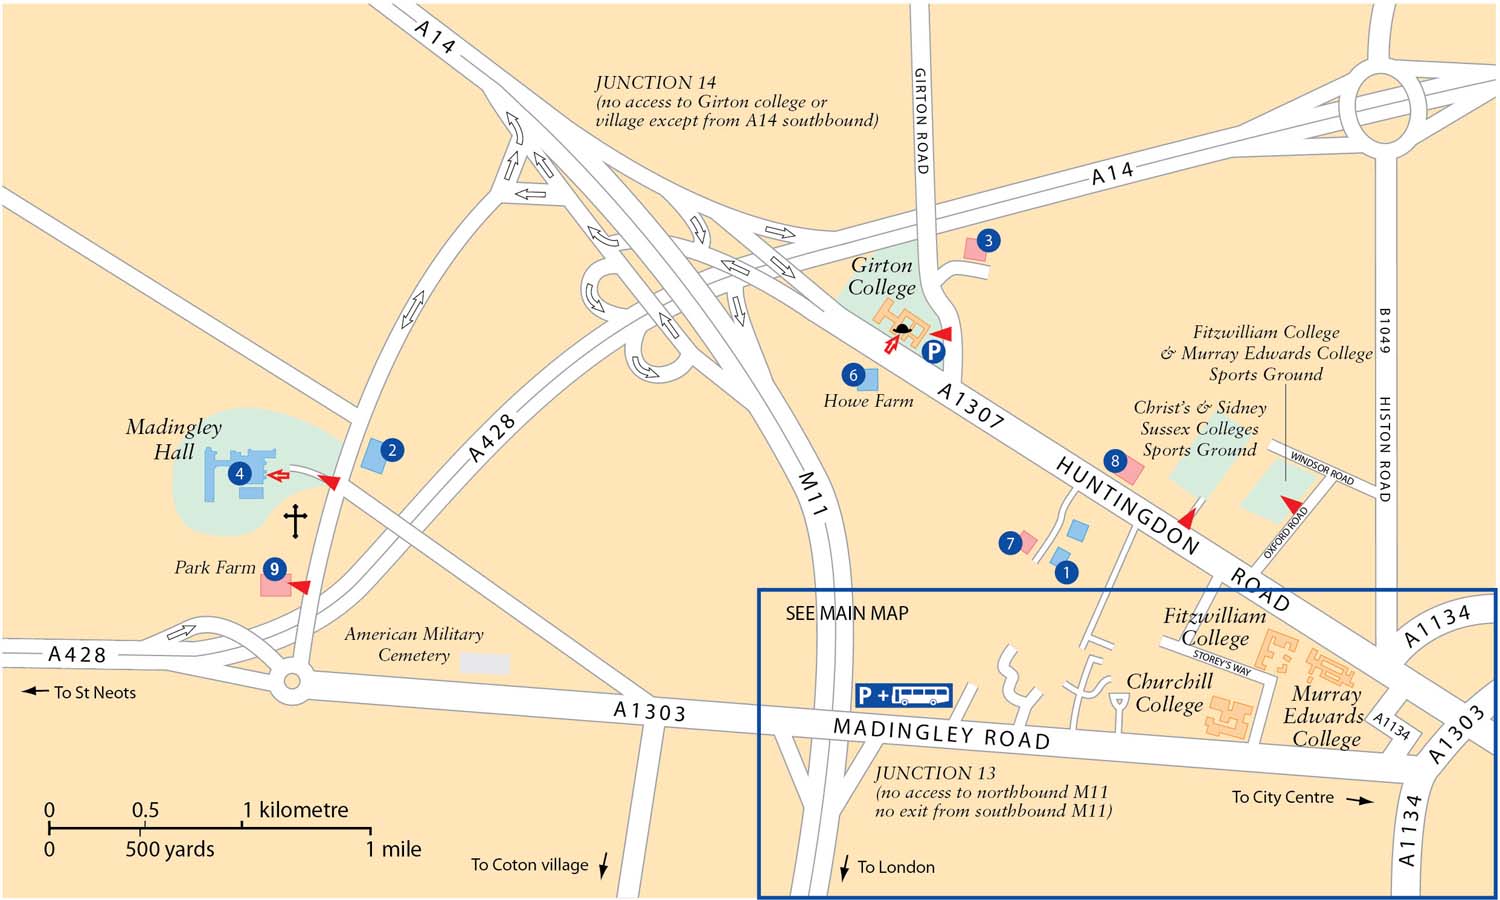 A14
JUNCTION 14
(no access to Girton college or
village except from A14 southbound)
GIRTON ROAD
A14
3
Girton
College
P
6
Howe Farm
A1307
HUNTINGDON
ROAD
B1049
HISTON ROAD
Fitzwilliam College
& Murray Edwards College
Sports Ground
Christ's & Sidney
Sussex Colleges
Sports Ground
WINDSOR ROAD
OXFORD ROAD
8
7
1
Madingley
Hall
4
2
A428
M11
Park Farm
9
American Military
Cemetery
A428
To St Neots
A1303
SEE MAIN MAP
P +
MADINGLEY ROAD
Fitzwilliam
College
STOREY'S WAY
Churchill
College
Murray
Edwards
College
A1134
A1134
A1303
A1134
JUNCTION 13
(no access to northbound M11
no exit from southbound M11)
To City Centre
To London
To Coton village
0 0.5 1 kilometre
0 500 yards 1 mile